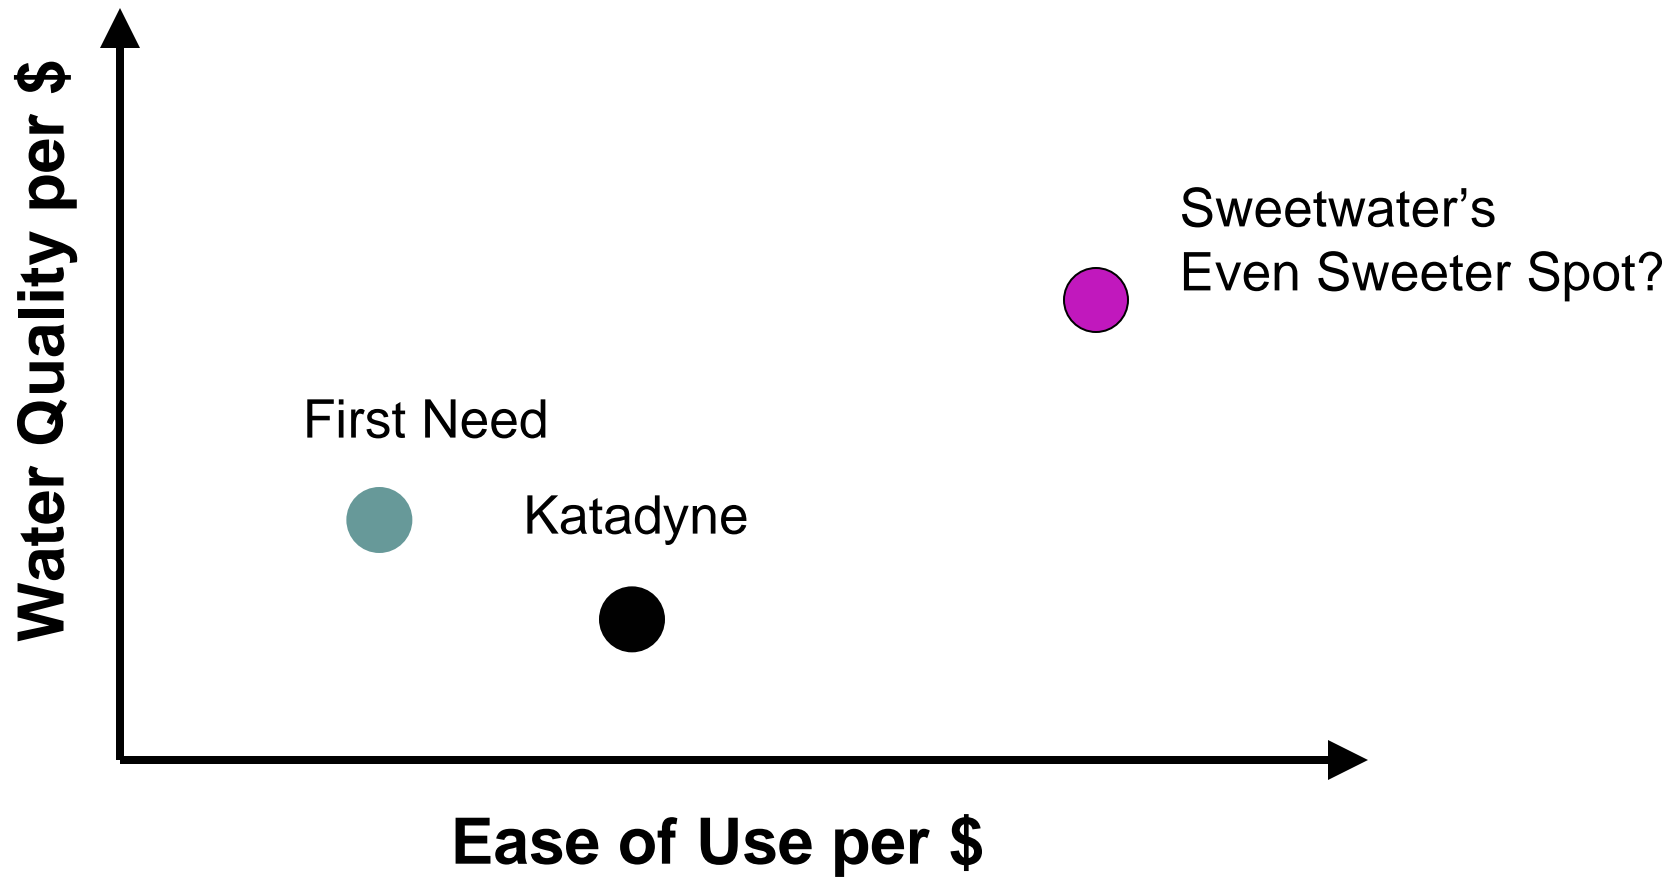 Water Quality per $
Sweetwater’s
Even Sweeter Spot?
First Need
Katadyne
Ease of Use per $